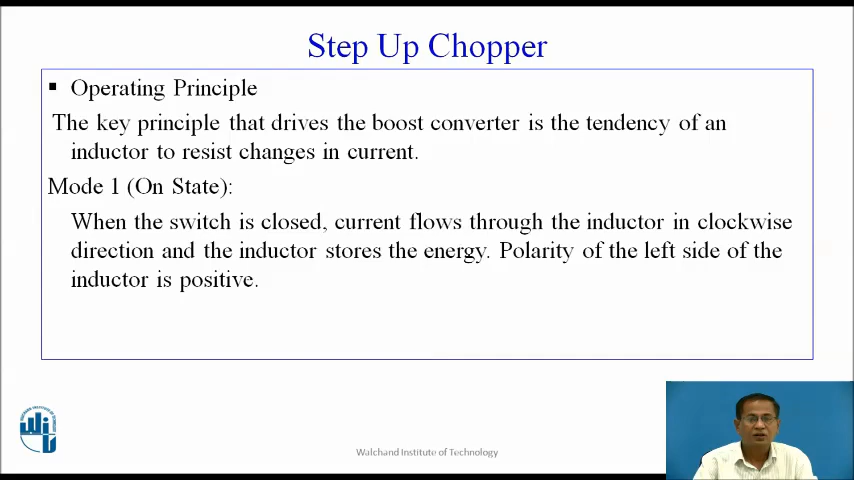 Step Up Chopper
▪ Operating Principle
The key principle that drives the boost converter is the tendency of an
inductor to resist changes in current.
Mode 1 (On State):
When the switch is closed, current flows through the inductor in clockwise
direction and the inductor stores the energy. Polarity of the left side of the
inductor is positive.
Walchand Institute of Technology